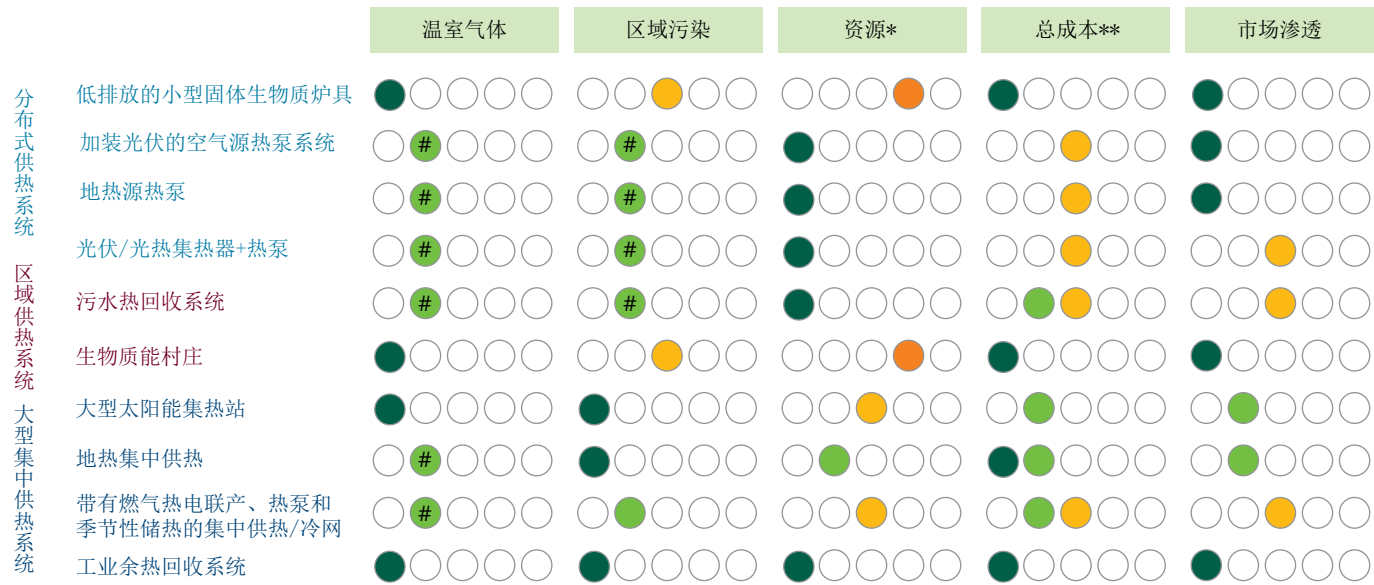 温室气体
区域污染
资源*
总成本**
市场渗透
分布式供热系统
低排放的小型固体生物质炉具
加装光伏的空气源热泵系统
# #
地热源热泵
# #
光伏/光热集热器+热泵
# #
区域供热系统
污水热回收系统
# #
生物质能村庄
大型集中供热系统
大型太阳能集热站
地热集中供热
#
带有燃气热电联产、热泵和
季节性储热的集中供热/冷网
#
工业余热回收系统